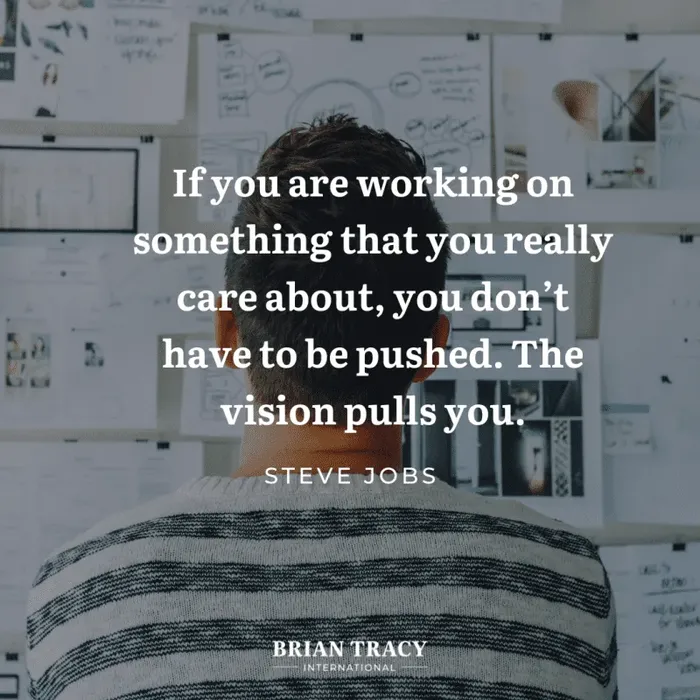 If you are working on
something that you really
care about, you don’t
have to be pushed. The
vision pulls you.
STEVE JOBS
BRIAN TRACY
INTERNATIONAL